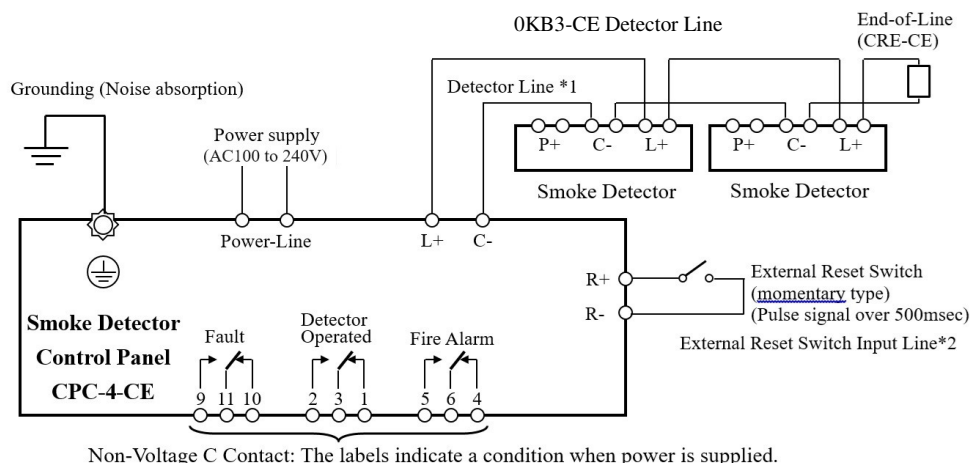 0KB3-CE Detector Line
End-of-Line
(CRE-CE)
Grounding (Noise absorption)
Detector Line *1
Power supply
(AC100 to 240V)
P+ C- L+
P+ C- L+
Smoke Detector
Smoke Detector
Power-Line
L+ C-
R+
R-
External Reset Switch
(momentary type)
(Pulse signal over 500msec)
External Reset Switch Input Line*2
Smoke Detector
Control Panel
CPC-4-CE
Fault
Detector
Operated
Fire Alarm
9 11 10
2 3 1
5 6 4
Non-Voltage C Contact: The labels indicate a condition when power is supplied.